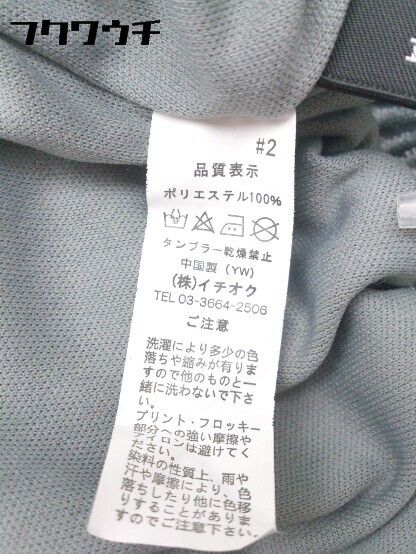 フクワウチ
#2
品質表示
ポリエステル100%
タンブラー乾燥禁止
中国製 (YW)
(株)イチオク
TEL 03-3664-2506
ご注意
洗濯により多少の色
落ちや縮みが有りま
すので他のものと一
緒に洗わないで下さ
い。
プリント・フロッキー
部分への強い摩擦や
アイロンは避けてく
ださい。
染料の性質上、雨や
汗や摩擦により、色
落ちしたり他に色移
りすることがありま
すのでご注意下さい。